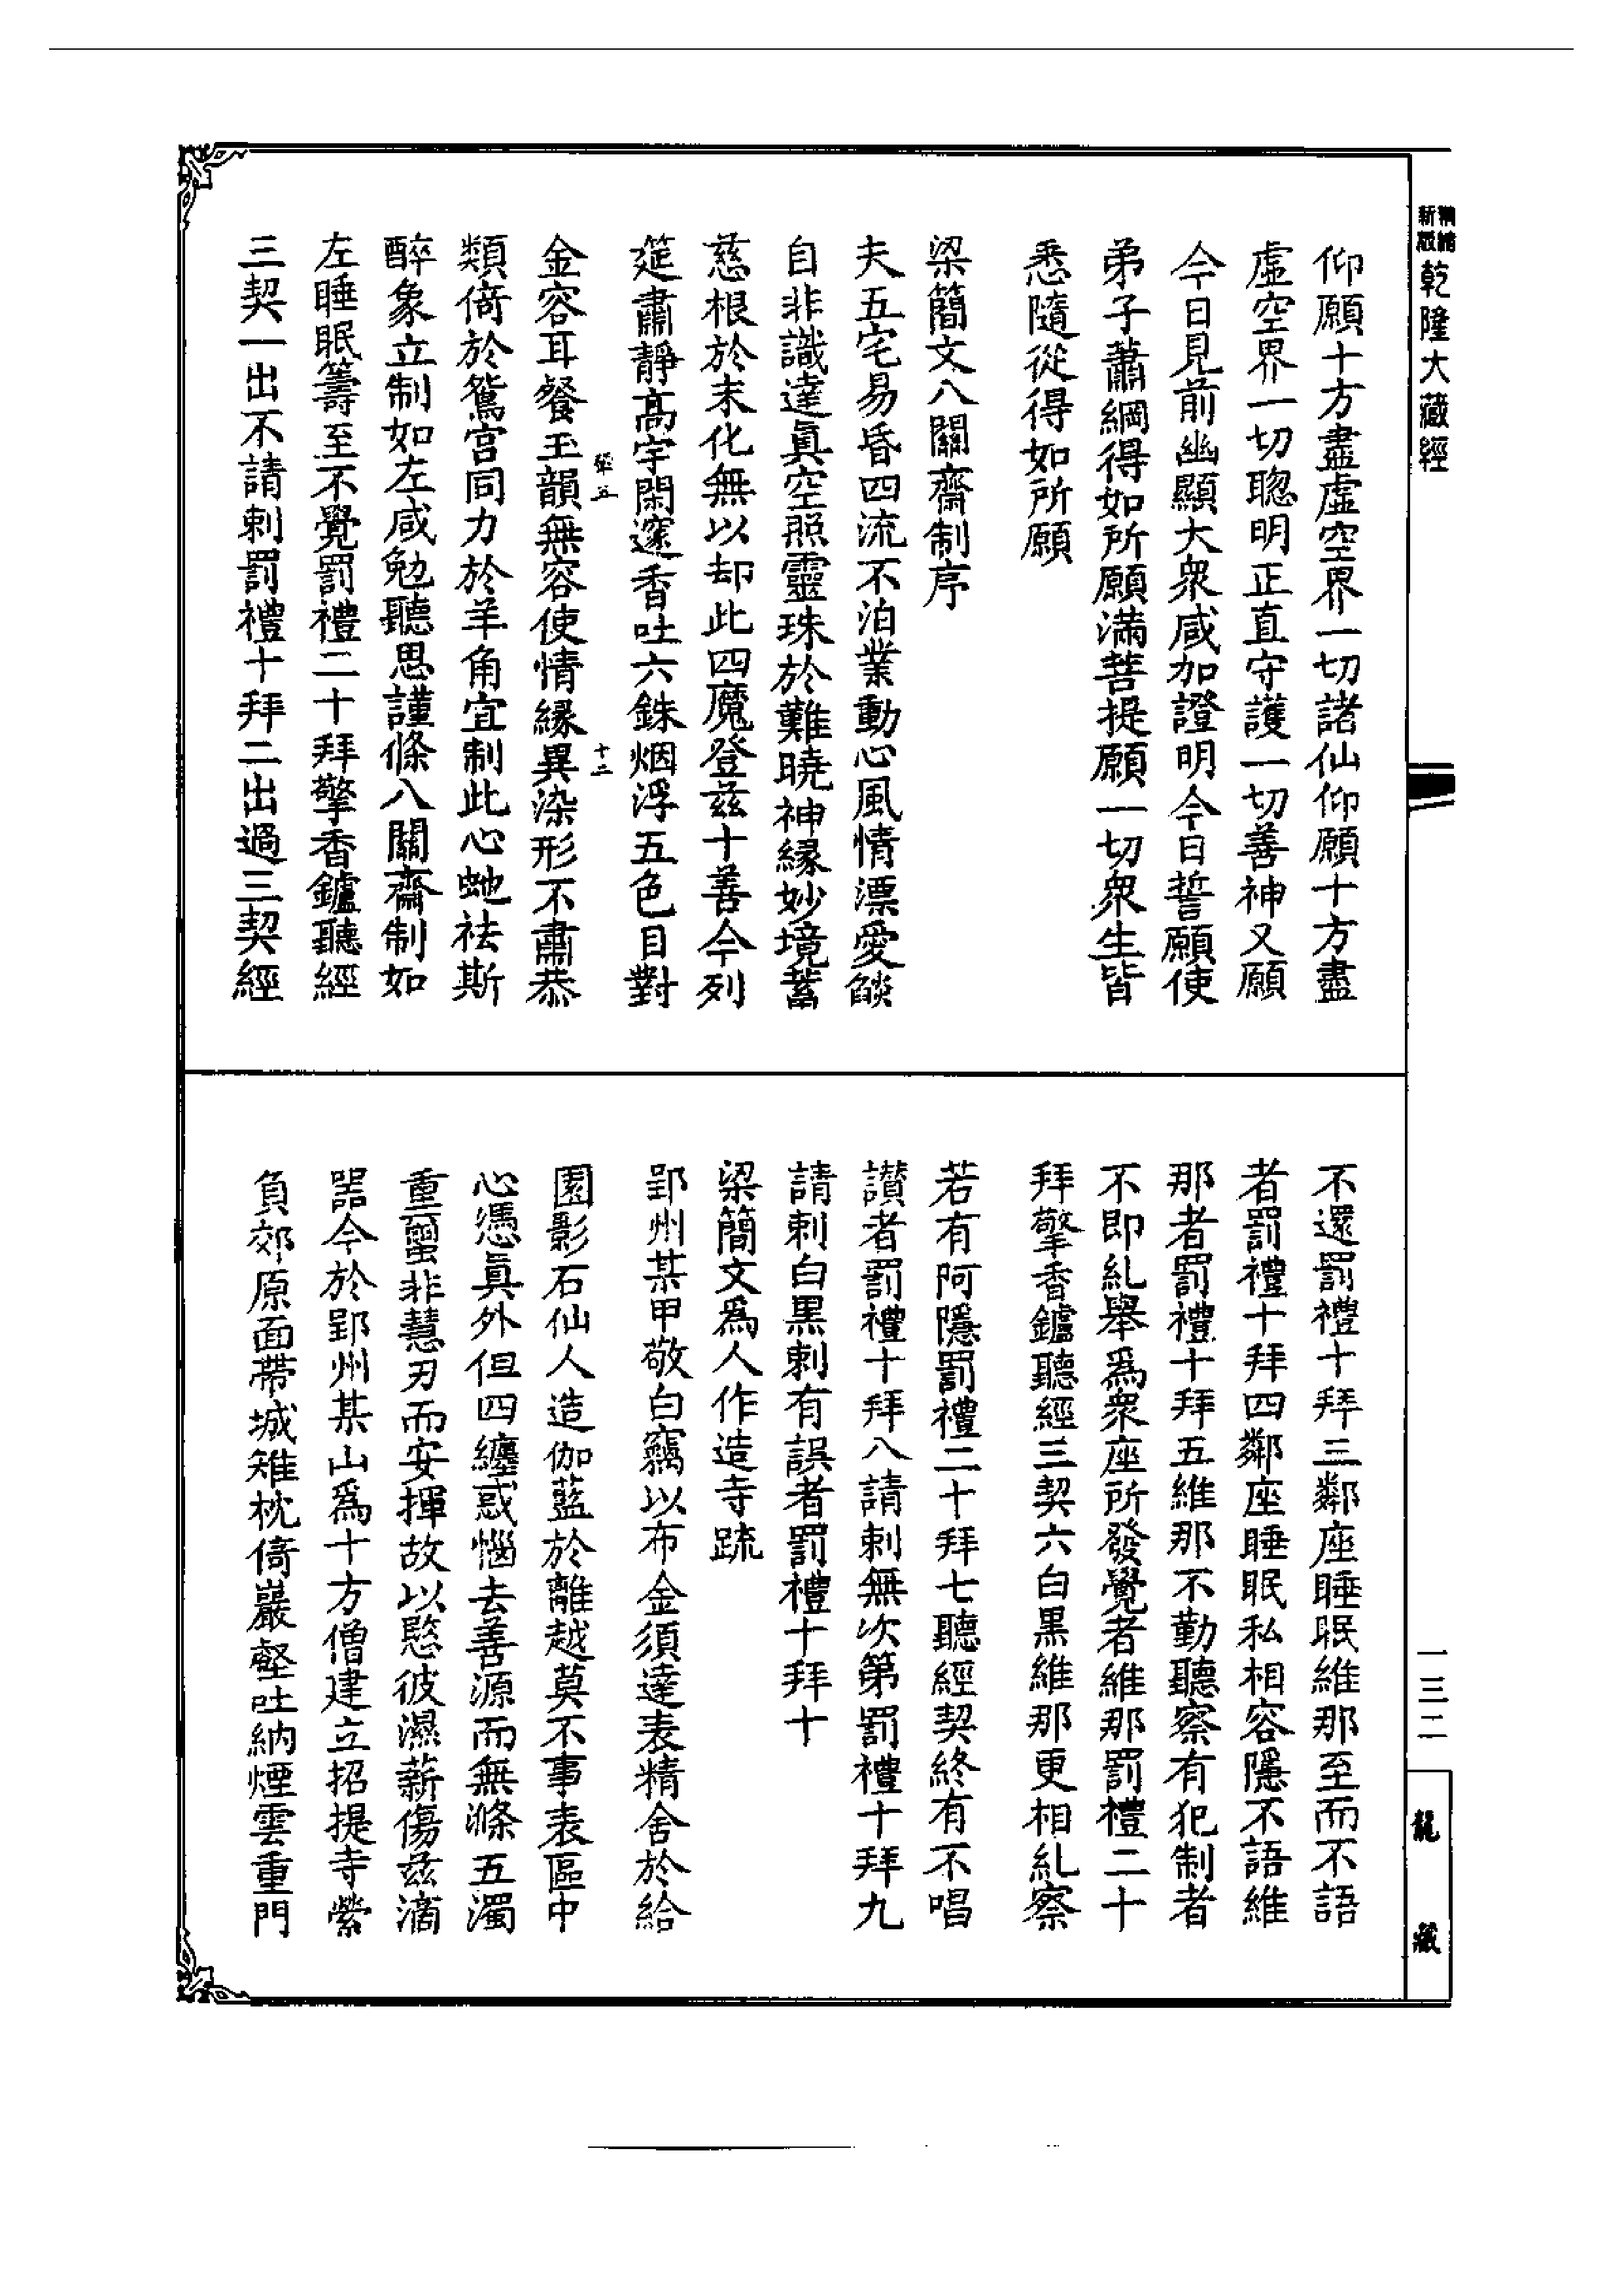 乾隆大藏經
仰願十方盡虛空界一切諸仙仰願十方盡
虛空界一切聰明正直守護一切善神又願
今日見前幽顯大衆咸加證明今日誓願使
弟子蕭綱得如所願滿菩提願一切衆生皆
悉隨從得如所願
梁簡文八關齋制序
夫五宅易昏四流不泊業動心風情漂愛燄
自非識達眞空照靈珠於難曉神緣妙境蓄
慈根於末化無以却此四魔登茲十善今列
筵肅靜高宇閑邃香吐六銖烟浮五色目對
十二
金容耳餐玉韻無容使情緣異染形不肅恭
類倚於鴛宮同力於羊角宜制此心虵祛斯
醉象立制如左咸勉聽思謹條八關齋制如
左睡眠籌至不覺罰禮二十拜擎香鑪聽經
三契一出不請刺罰禮十拜二出過三契經
不還罰禮十拜三鄰座睡眠維那至而不語
者罰禮十拜四鄰座睡眠私相容隱不語維
那者罰禮十拜五維那不勤聽察有犯制者
不即糺舉爲衆座所發覺者維那罰禮二十
拜擎香鑪聽經三契六白黑維那更相糺察
若有阿隱罰禮二十拜七聽經契終有不唱
讃者罰禮十拜八請刺無次第罰禮十拜九
請刺白黑刺有誤者罰禮十拜十
梁簡文爲人作造寺疏
郢州某甲敬白竊以布金須達表精舍於給
園影石仙人造伽藍於離越莫不事表區中
心憑眞外但四纏惑惱去善源而無滌五濁
重蠒非慧刃而安揮故以愍彼濕薪傷茲滴
器今於郢州某山爲十方僧建立招提寺縈
負郊原面帶城雉枕倚巖壑吐納煙雲重門
一三二
龍藏